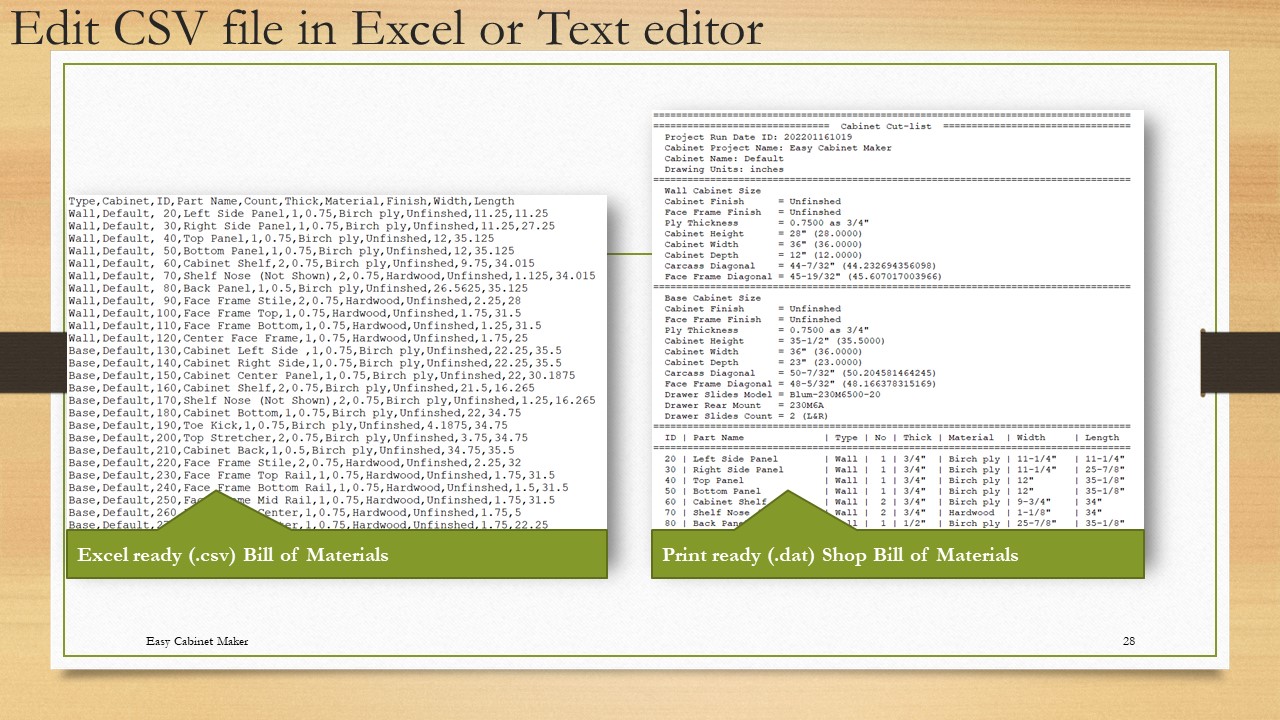 Edit CSV file in Excel or Text editor
Type,Cabinet,ID,Part Name,Count,Thick,Material,Finish,Width,Length
Wall,Default, 20,Left Side Panel,1,0.75,Birch ply,Unfinshed,11.25,11.25
Wall,Default, 30,Right Side Panel,1,0.75,Birch ply,Unfinshed,11.25,27.25
Wall,Default, 40,Top Panel,1,0.75,Birch ply,Unfinshed,12,35.125
Wall,Default, 50,Bottom Panel,1,0.75,Birch ply,Unfinshed,12,35.125
Wall,Default, 60,Cabinet Shelf,2,0.75,Birch ply,Unfinshed,9.75,34.015
Wall,Default, 70,Shelf Nose (Not Shown),2,0.75,Hardwood,Unfinshed,1.125,34.015
Wall,Default, 80,Back Panel,1,0.5,Birch ply,Unfinshed,26.5625,35.125
Wall,Default, 90,Face Frame Stile,2,0.75,Hardwood,Unfinshed,2.25,28
Wall,Default,100,Face Frame Top,1,0.75,Hardwood,Unfinshed,1.75,31.5
Wall,Default,110,Face Frame Bottom,1,0.75,Hardwood,Unfinshed,1.25,31.5
Wall,Default,120,Center Face Frame,1,0.75,Hardwood,Unfinshed,1.75,25
Base,Default,130,Cabinet Left Side ,1,0.75,Birch ply,Unfinshed,22.25,35.5
Base,Default,140,Cabinet Right Side,1,0.75,Birch ply,Unfinshed,22.25,35.5
Base,Default,150,Cabinet Center Panel,1,0.75,Birch ply,Unfinshed,22,30.1875
Base,Default,160,Cabinet Shelf,2,0.75,Birch ply,Unfinshed,21.5,16.265
Base,Default,170,Shelf Nose (Not Shown),2,0.75,Hardwood,Unfinshed,1.25,16.265
Base,Default,180,Cabinet Bottom,1,0.75,Birch ply,Unfinshed,22,34.75
Base,Default,190,Toe Kick,1,0.75,Birch ply,Unfinshed,4.1875,34.75
Base,Default,200,Top Stretcher,2,0.75,Birch ply,Unfinshed,3.75,34.75
Base,Default,210,Cabinet Back,1,0.5,Birch ply,Unfinshed,34.75,35.5
Base,Default,220,Face Frame Stile,2,0.75,Hardwood,Unfinshed,2.25,32
Base,Default,230,Face Frame Top Rail,1,0.75,Hardwood,Unfinshed,1.75,31.5
Base,Default,240,Face Frame Bottom Rail,1,0.75,Hardwood,Unfinshed,1.5,31.5
Base,Default,250,Face Frame Mid Rail,1,0.75,Hardwood,Unfinshed,1.75,31.5
Base,Default,260, Center,1,0.75,Hardwood,Unfinshed,1.75,5
Base,Default, 1,0.75,Hardwood,Unfinshed,1.75,22.25
Excel ready (.csv) Bill of Materials
============================== Cabinet Cut-list ================================
Project Run Date ID: 202201161019
Cabinet Project Name: Easy Cabinet Maker
Cabinet Name: Default
Drawing Units: inches
Wall Cabinet Size
Cabinet Finish = Unfinshed
Face Frame Finish = Unfinshed
Ply Thickness = 0.7500 as 3/4"
Cabinet Height = 28" (28.0000)
Cabinet Width = 36" (36.0000)
Cabinet Depth = 12" (12.0000)
Carcass Diagonal = 44-7/32" (44.232694356098)
Face Frame Diagonal = 45-19/32" (45.607017003966)
Base Cabinet Size
Cabinet Finish = Unfinshed
Face Frame Finish = Unfinshed
Ply Thickness = 0.7500 as 3/4"
Cabinet Height = 35-1/2" (35.5000)
Cabinet Width = 36" (36.0000)
Cabinet Depth = 23" (23.0000)
Carcass Diagonal = 50-7/32" (50.204581464245)
Face Frame Diagonal = 48-5/32" (48.166378315169)
Drawer Slides Model = Blum-230M6500-20
Drawer Rear Mount = 230M6A
Drawer Slides Count = 2 (L&R)
ID | Part Name | Type | No | Thick | Material | Width | Length
20 | Left Side Panel | Wall | 1 | 3/4" | Birch ply | 11-1/4" | 11-1/4"
30 | Right Side Panel | Wall | 1 | 3/4" | Birch ply | 11-1/4" | 25-7/8"
40 | Top Panel | Wall | 1 | 3/4" | Birch ply | 12" | 35-1/8"
50 | Bottom Panel | Wall | 1 | 3/4" | Birch ply | 12" | 35-1/8"
60 | Cabinet Shelf | Wall | 2 | 3/4" | Birch ply | 9-3/4" | 34"
70 | Shelf Nose | Wall | 2 | 3/4" | Hardwood | 1-1/8" | 34"
80 | Back | 1 | 1/2" | Birch ply | 25-7/8" | 35-1/8"
Print ready (.dat) Shop Bill of Materials
Easy Cabinet Maker
28